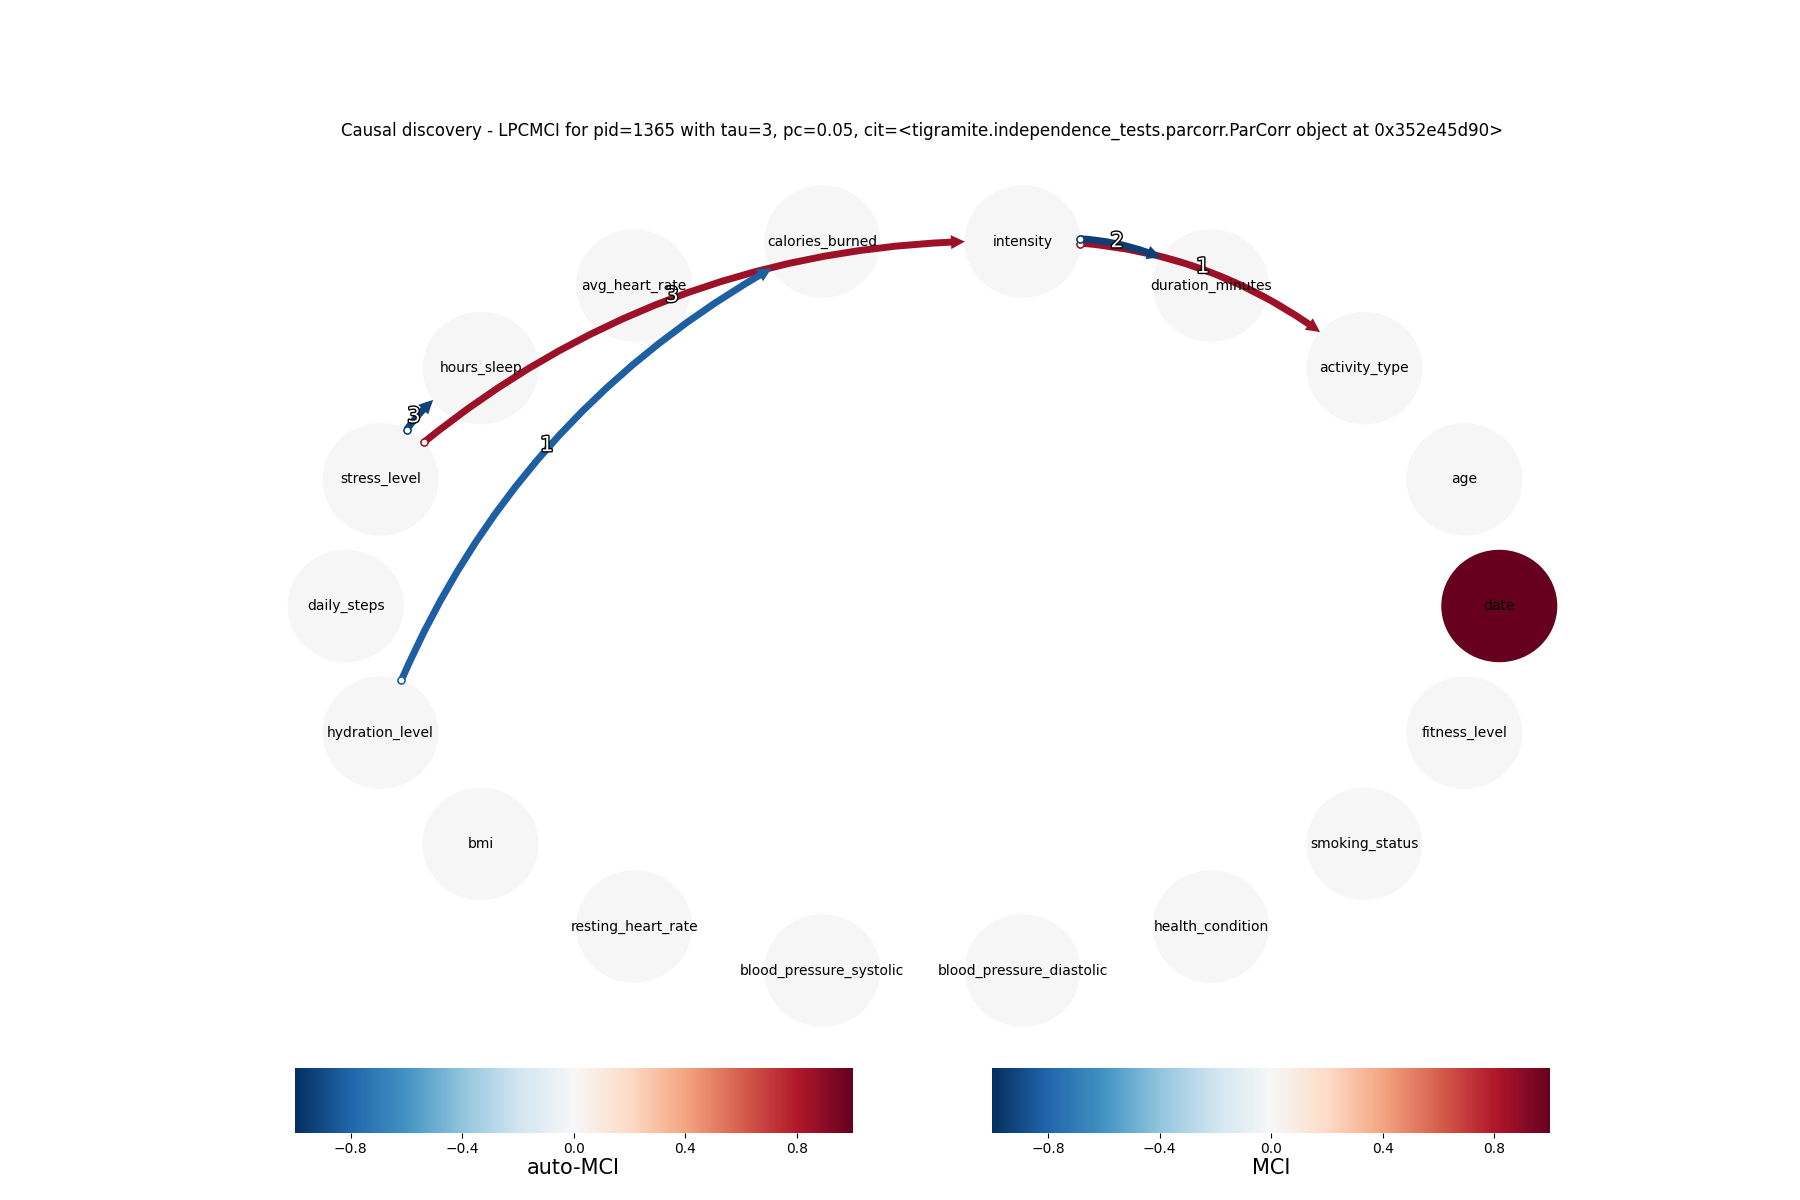 Causal discovery - LPCMCI for pid=1365 with tau=3, pc=0.05, cit=<tigramite.independence_tests.parcorr.ParCorr object at 0x352e45d90>
calories_burned
intensity
2
1
avg_heart_rate
3
duration_minutes
hours_sleep
activity_type
3
1
stress_level
age
daily_steps
date
hydration_level
fitness_level
bmi
smoking_status
resting_heart_rate
health_condition
blood_pressure_systolic
blood_pressure_diastolic
−0.8 −0.4 0.0 0.4 0.8
auto-MCI
−0.8 −0.4 0.0 0.4 0.8
MCI